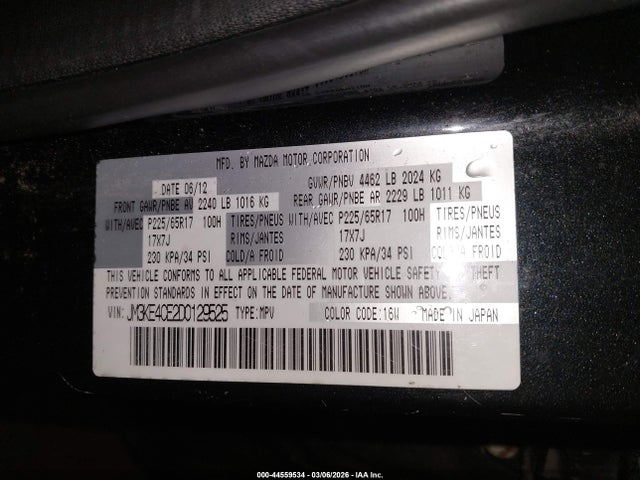 MFD. BY MAZDA MOTOR CORPORATION
DATE 06/12 GVWR/PNBV 4462 LB 2024 KG
FRONT GAWR/PNBE AV 2240 LB 1016 KG REAR GAWR/PNBE AR 2229 LB 1011 KG
WITH/AVEC P225/65R17 100H TIRES/PNEUS WITH/AVEC P225/65R17 100H TIRES/PNEUS
17X7J RIMS/JANTES 17X7J RIMS/JANTES
230 KPA/34 PSI COLD/A FROID 230 KPA/34 PSI COLD/A FROID
THIS VEHICLE CONFORMS TO ALL APPLICABLE FEDERAL MOTOR VEHICLE SAFETY THEFT
PREVENTION STANDARDS IN EFFECT ON THE DATE OF MANUFACTURE SHOWN ABOVE.
VIN: JM3KE4CE2D0129525 TYPE:MPV COLOR CODE:16W MADE IN JAPAN
000-44559534 - 03/06/2026 - IAA Inc.